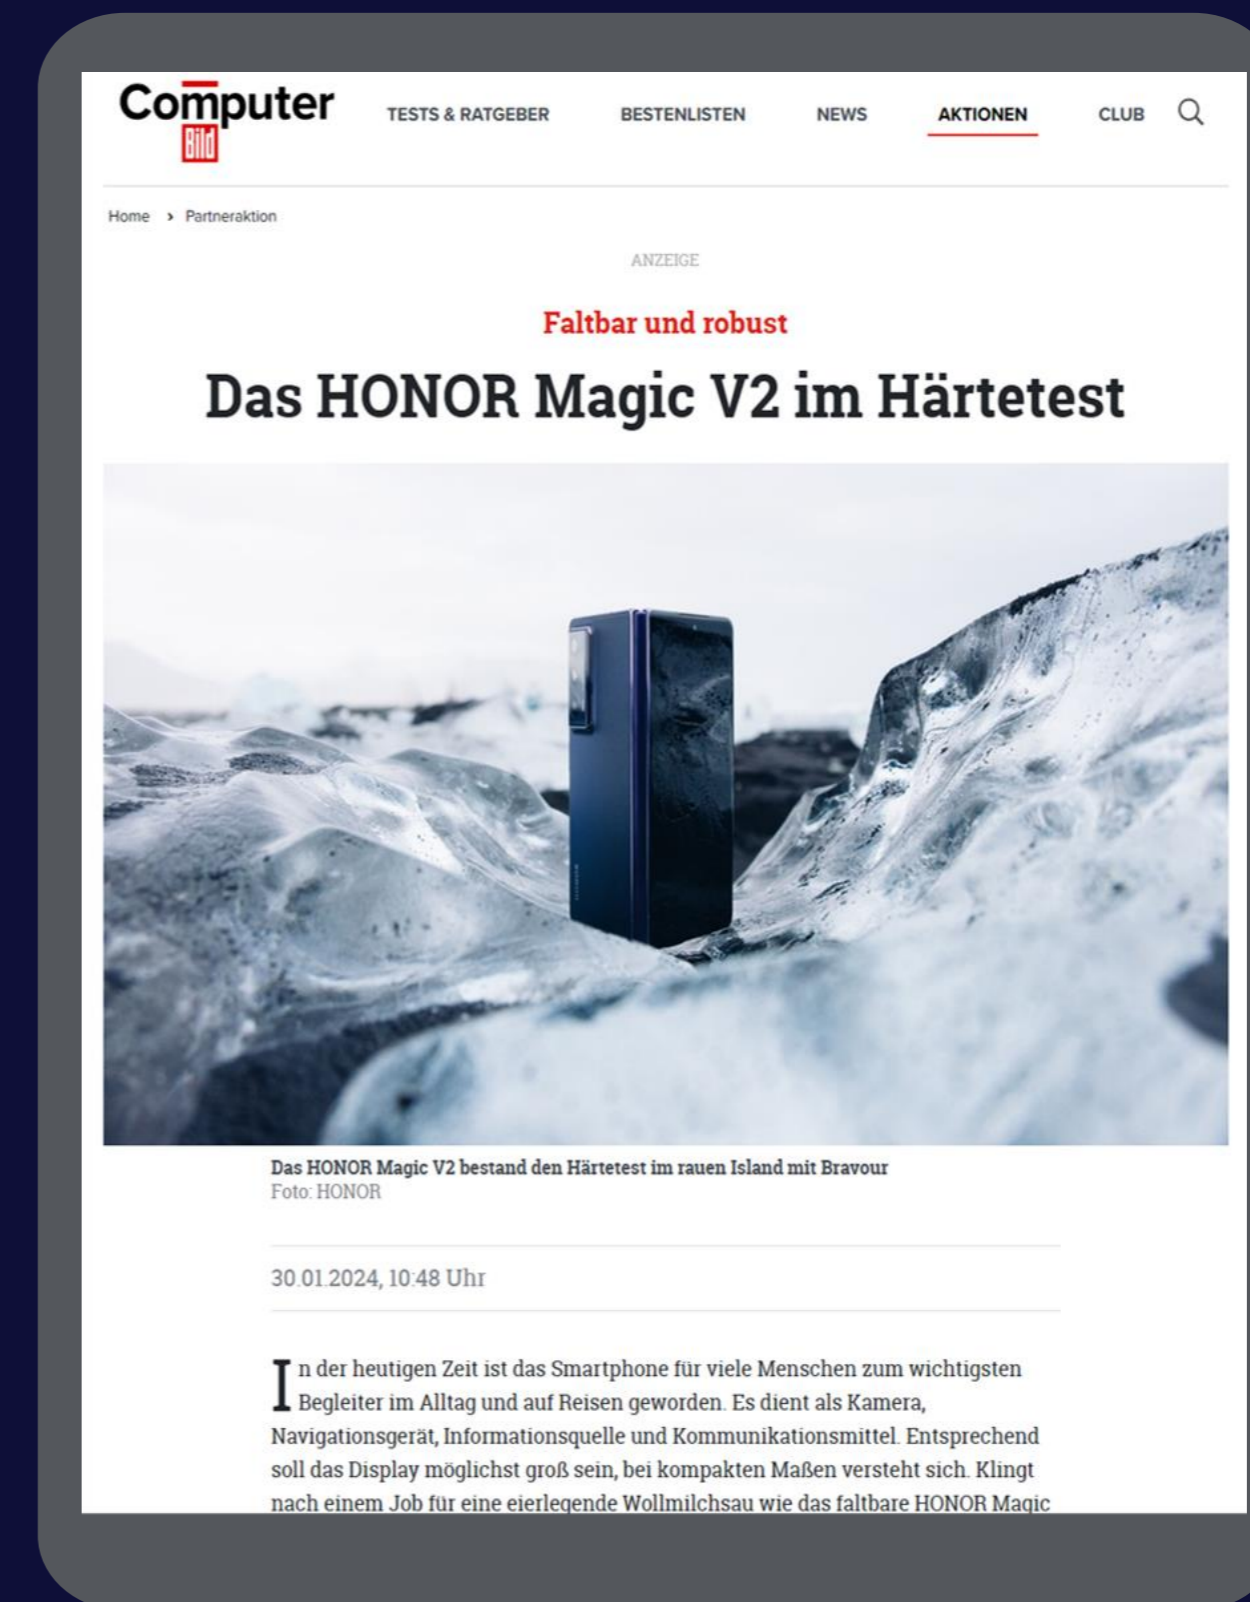 Computer
Bild
TESTS & RATGEBER
BESTENLISTEN
NEWS
AKTIONEN
CLUB
Home > Partneraktion
ANZEIGE
Faltbar und robust
Das HONOR Magic V2 im Härtetest
HONOR
Das HONOR Magic V2 bestand den Härtetest im rauen Island mit Bravour
Foto: HONOR
30.01.2024, 10:48 Uhr
In der heutigen Zeit ist das Smartphone für viele Menschen zum wichtigsten
Begleiter im Alltag und auf Reisen geworden. Es dient als Kamera,
Navigationsgerät, Informationsquelle und Kommunikationsmittel. Entsprechend
soll das Display möglichst groß sein, bei kompakten Maßen versteht sich. Klingt
nach einem Job für eine eierlegende Wollmilchsau wie das faltbare HONOR Magic